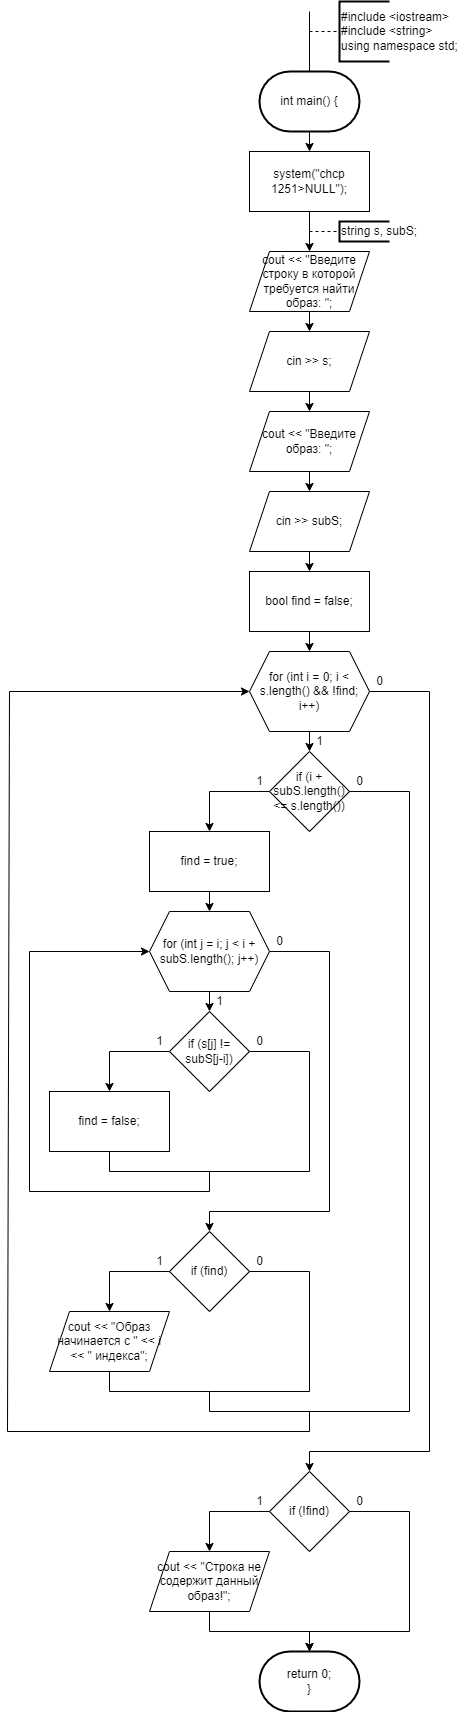 #include <iostream>
#include <string>
using namespace std;
int main() {
system("chcp
1251>NULL");
string s, subS;
cout << "Введите
строку в которой
требуется найти
образ: ";
cin >> s;
cout << "Введите
образ: ";
cin >> subS;
bool find = false;
for (int i = 0; i <
s.length() && !find;
i++)
0
1
if (i +
subS.length()
<= s.length())
1
0
find = true;
for (int j = i; j < i +
subS.length(); j++)
0
1
if (s[j] !=
subS[j-i])
1
0
find = false;
if (find)
1
0
cout << "Образ
начинается с " << i
<< " индекса";
if (!find)
1
0
cout << "Строка не
содержит данный
образ!";
return 0;
}